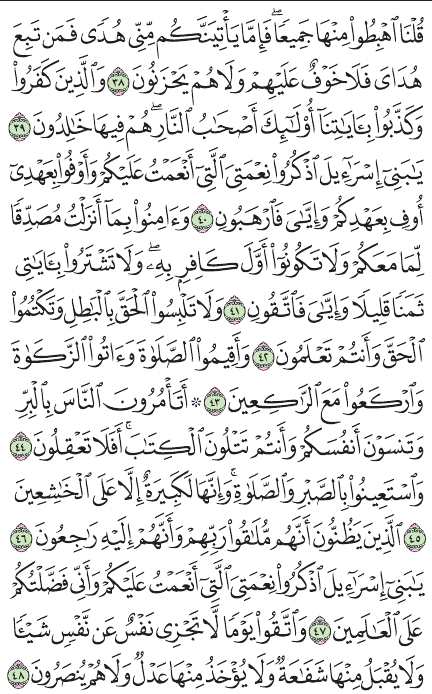 قُلْنَا ٱهْبِطُوا۟ مِنْهَا جَمِيعًۭا ۖ فَإِمَّا يَأْتِيَنَّكُم مِّنِّى هُدًۭى فَمَن تَبِعَ
هُدَاىَ فَلَا خَوْفٌ عَلَيْهِمْ وَلَا هُمْ يَحْزَنُونَ ٣٨ وَٱلَّذِينَ كَفَرُوا۟
وَكَذَّبُوا۟ بِـَٔايَـٰتِنَآ أُو۟لَـٰٓئِكَ أَصْحَـٰبُ ٱلنَّارِ ۖ هُمْ فِيهَا خَـٰلِدُونَ ٣٩
يَـٰبَنِىٓ إِسْرَٰٓءِيلَ ٱذْكُرُوا۟ نِعْمَتِىَ ٱلَّتِىٓ أَنْعَمْتُ عَلَيْكُمْ وَأَوْفُوا۟ بِعَهْدِىٓ
أُوفِ بِعَهْدِكُمْ وَإِيَّـٰىَ فَٱرْهَبُونِ ٤٠ وَءَامِنُوا۟ بِمَآ أَنزَلْتُ مُصَدِّقًۭا
لِّمَا مَعَكُمْ وَلَا تَكُونُوٓا۟ أَوَّلَ كَافِرٍۭ بِهِۦ ۖ وَلَا تَشْتَرُوا۟ بِـَٔايَـٰتِى
ثَمَنًۭا قَلِيلًۭا وَإِيَّـٰىَ فَٱتَّقُونِ ٤١ وَلَا تَلْبِسُوا۟ ٱلْحَقَّ بِٱلْبَـٰطِلِ وَتَكْتُمُوا۟
ٱلْحَقَّ وَأَنتُمْ تَعْلَمُونَ ٤٢ وَأَقِيمُوا۟ ٱلصَّلَوٰةَ وَءَاتُوا۟ ٱلزَّكَوٰةَ
وَٱرْكَعُوا۟ مَعَ ٱلرَّٰكِعِينَ ٤٣ ۞ أَتَأْمُرُونَ ٱلنَّاسَ بِٱلْبِرِّ
وَتَنسَوْنَ أَنفُسَكُمْ وَأَنتُمْ تَتْلُونَ ٱلْكِتَـٰبَ ۚ أَفَلَا تَعْقِلُونَ ٤٤
وَٱسْتَعِينُوا۟ بِٱلصَّبْرِ وَٱلصَّلَوٰةِ ۚ وَإِنَّهَا لَكَبِيرَةٌ إِلَّا عَلَى ٱلْخَـٰشِعِينَ
٤٥ ٱلَّذِينَ يَظُنُّونَ أَنَّهُم مُّلَـٰقُوا۟ رَبِّهِمْ وَأَنَّهُمْ إِلَيْهِ رَٰجِعُونَ ٤٦
يَـٰبَنِىٓ إِسْرَٰٓءِيلَ ٱذْكُرُوا۟ نِعْمَتِىَ ٱلَّتِىٓ أَنْعَمْتُ عَلَيْكُمْ وَأَنِّى فَضَّلْتُكُمْ
عَلَى ٱلْعَـٰلَمِينَ ٤٧ وَٱتَّقُوا۟ يَوْمًۭا لَّا تَجْزِى نَفْسٌ عَن نَّفْسٍۢ شَيْـًۭٔا
وَلَا يُقْبَلُ مِنْهَا شَفَـٰعَةٌۭ وَلَا يُؤْخَذُ مِنْهَا عَدْلٌۭ وَلَا هُمْ يُنصَرُونَ ٤٨